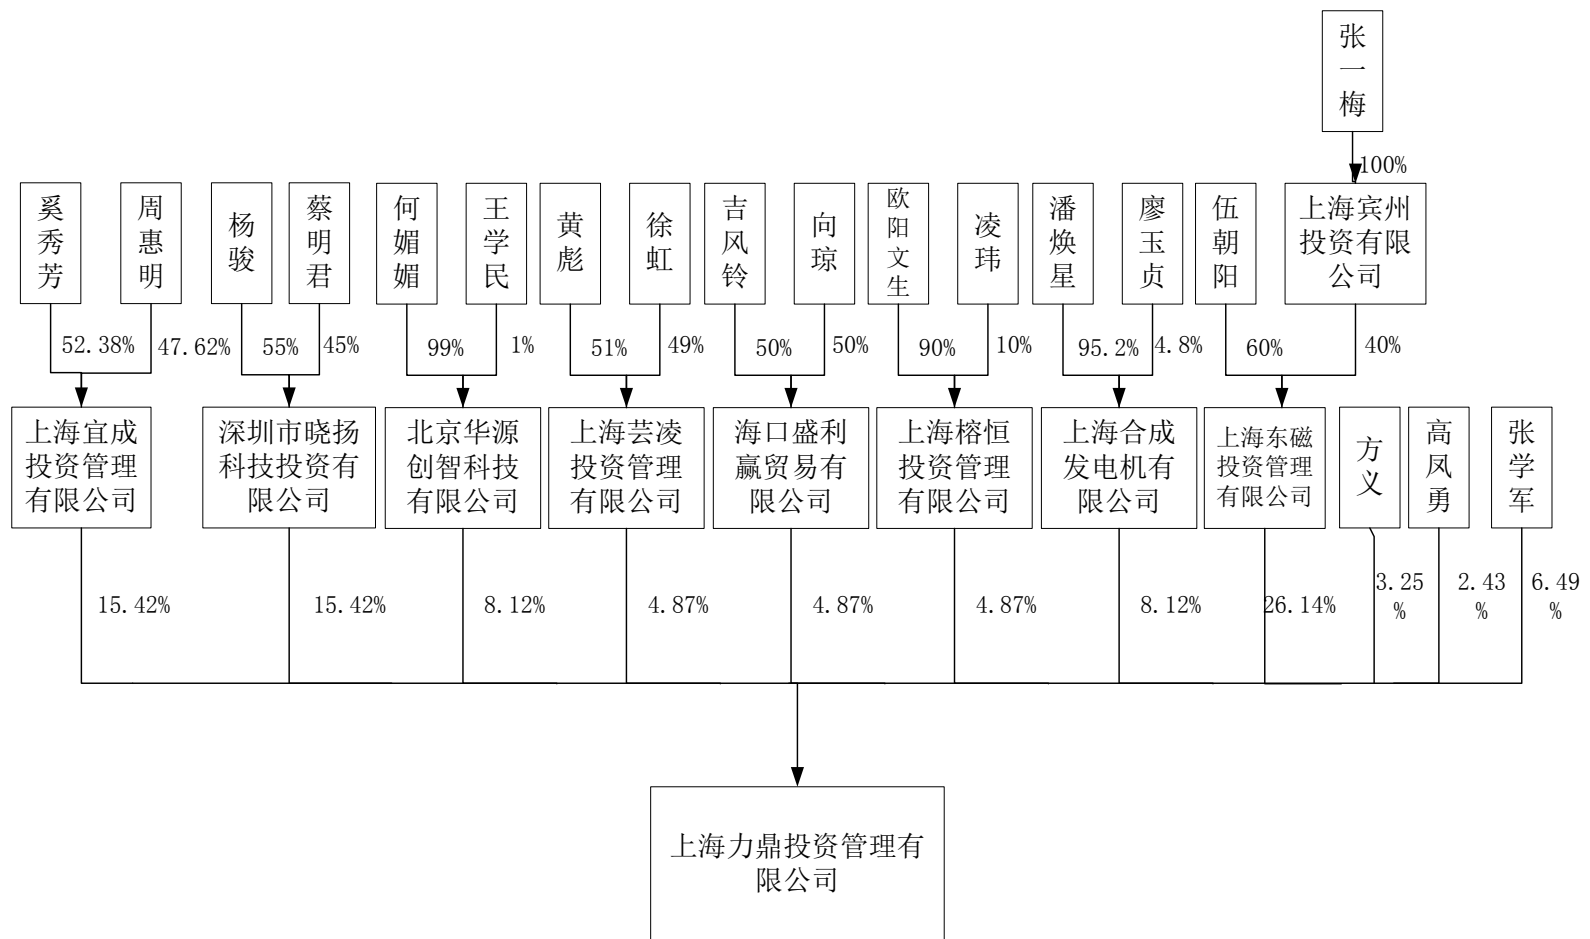 张
一
梅
100%
奚
秀
芳
周
惠
明
杨
骏
蔡
明
君
何
媚
媚
王
学
民
黄
彪
徐
虹
吉
风
铃
向
琼
欧
阳
文
生
凌
玮
潘
焕
星
廖
玉
贞
伍
朝
阳
上海宾州
投资有限
公司
52.38%
47.62%
55%
45%
99%
1%
51%
49%
50%
50%
90%
10%
95.2%
4.8%
60%
40%
上海宜成
投资管理
有限公司
深圳市晓扬
科技投资有
限公司
北京华源
创智科技
有限公司
上海芸凌
投资管理
有限公司
海口盛利
赢贸易有
限公司
上海榕恒
投资管理
有限公司
上海合成
发电机有
限公司
上海东磁
投资管理
有限公司
方
义
高
凤
勇
张
学
军
15.42%
15.42%
8.12%
4.87%
4.87%
4.87%
8.12%
26.14%
3.25
%
2.43
%
6.49
%
上海力鼎投资管理有
限公司